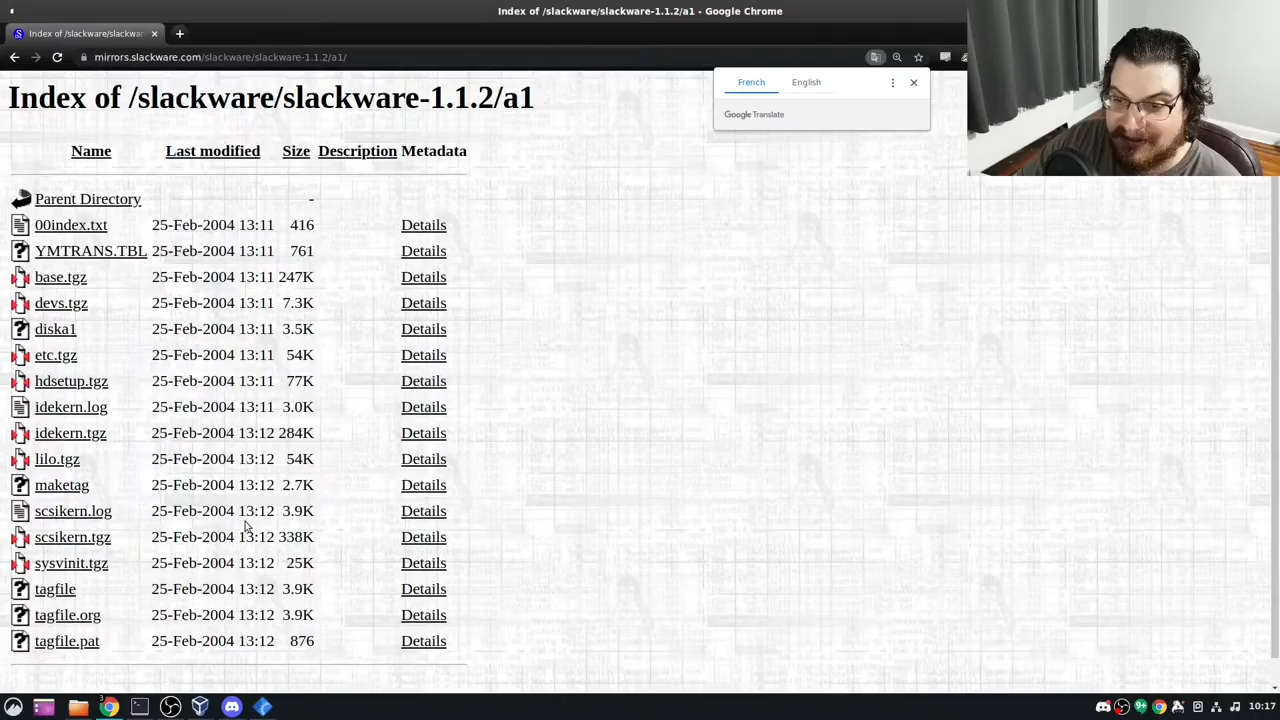 Index of /slackware/slackware-1.1.2/a1 - Google Chrome
Index of /slackware/slackwar
mirrors.slackware.com/slackware/slackware-1.1.2/a1/
French English
Google Translate
Index of /slackware/slackware-1.1.2/a1
Name Last modified Size Description Metadata
Parent Directory -
00index.txt 25-Feb-2004 13:11 416 Details
YMTRANS.TBL 25-Feb-2004 13:11 761 Details
base.tgz 25-Feb-2004 13:11 247K Details
devs.tgz 25-Feb-2004 13:11 7.3K Details
diska1 25-Feb-2004 13:11 3.5K Details
etc.tgz 25-Feb-2004 13:11 54K Details
hdsetup.tgz 25-Feb-2004 13:11 77K Details
idekern.log 25-Feb-2004 13:11 3.0K Details
idekern.tgz 25-Feb-2004 13:12 284K Details
lilo.tgz 25-Feb-2004 13:12 54K Details
maketag 25-Feb-2004 13:12 2.7K Details
scsikern.log 25-Feb-2004 13:12 3.9K Details
scsikern.tgz 25-Feb-2004 13:12 338K Details
sysvinit.tgz 25-Feb-2004 13:12 25K Details
tagfile 25-Feb-2004 13:12 3.9K Details
tagfile.org 25-Feb-2004 13:12 3.9K Details
tagfile.pat 25-Feb-2004 13:12 876 Details
3
9+
10:17